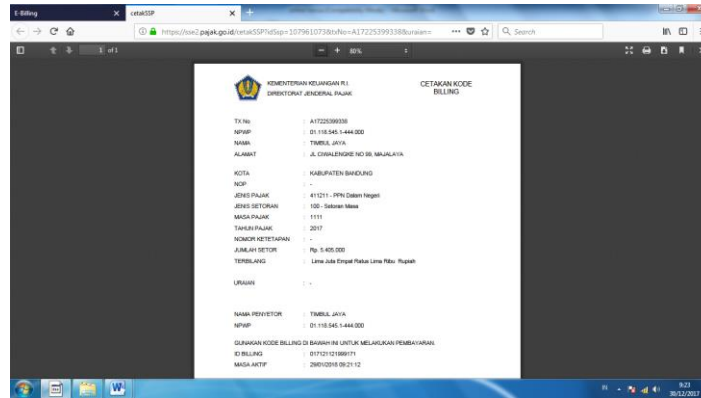 E-Billing
cetakSSP
https://sse2.pajak.go.id/cetakSSP?idSsp=107961073&txNo=A17225399338&uraian=
Search
1 of 1
80%
KEMENTERIAN KEUANGAN R.I.
DIREKTORAT JENDERAL PAJAK
CETAKAN KODE
BILLING
TX No : A17225399338
NPWP : 01.118.545.1-444.000
NAMA : TIMBUL JAYA
ALAMAT : JL CIWALENGKE NO 99, MAJALAYA
KOTA : KABUPATEN BANDUNG
NOP : -
JENIS PAJAK : 411211 - PPN Dalam Negeri
JENIS SETORAN : 100 - Setoran Masa
MASA PAJAK : 1111
TAHUN PAJAK : 2017
NOMOR KETETAPAN : -
JUMLAH SETOR : Rp. 5.405.000
TERBILANG : Lima Juta Empat Ratus Lima Ribu Rupiah
URAIAN : -
NAMA PENYETOR : TIMBUL JAYA
NPWP : 01.118.545.1-444.000
GUNAKAN KODE BILLING DI BAWAH INI UNTUK MELAKUKAN PEMBAYARAN.
ID BILLING : 017121121999171
MASA AKTIF : 29/01/2018 09:21:12
IN
9:23
30/12/2017